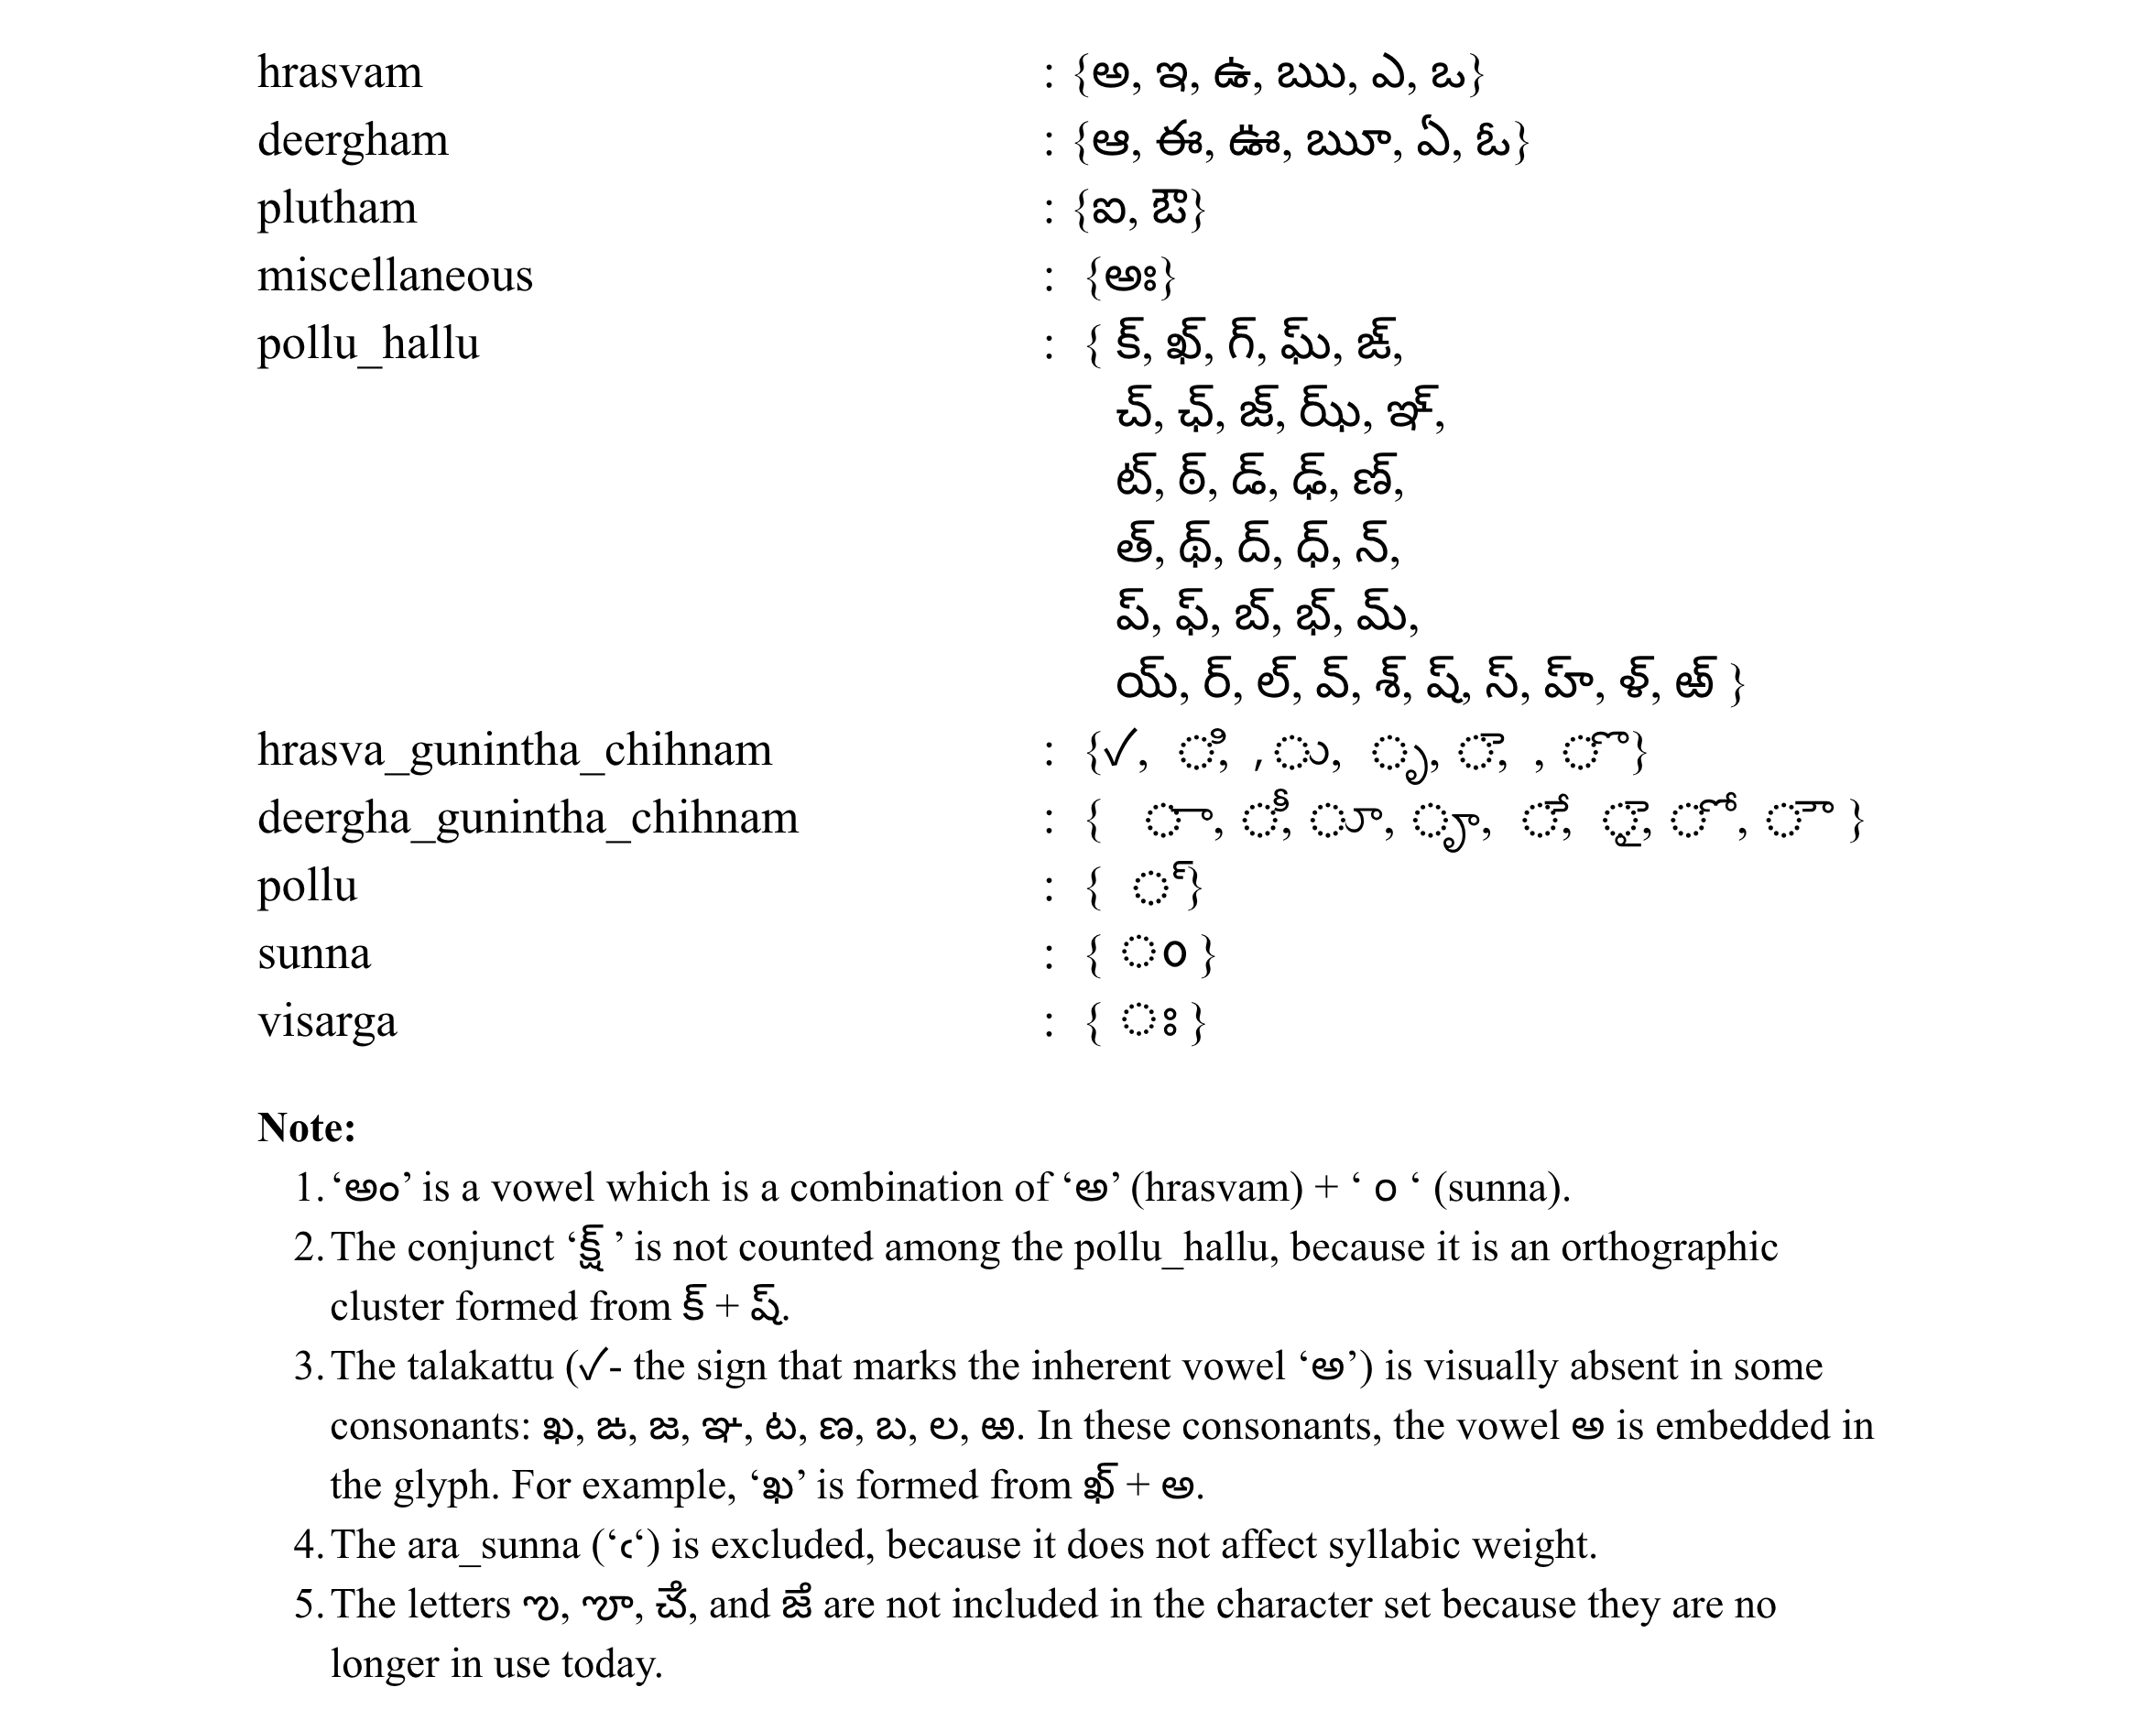 hrasvam : {అ, ఇ, ఉ, ఋ, ఎ, ఒ}
deergham : {ఆ, ఈ, ఊ, ౠ, ఏ, ఓ}
plutham : {ఐ, ఔ}
miscellaneous : {అః}
pollu_hallu : { క్, ఖ్, గ్, ఘ్, ఙ్,
చ్, ఛ్, జ్, ఝ్, ఞ్,
ట్, ఠ్, డ్, ఢ్, ణ్,
త్, థ్, ద్, ధ్, న్,
ప్, ఫ్, బ్, భ్, మ్,
య్, ర్, ల్, వ్, శ్, ష్, స్, హ్, ళ్, ఱ్ }
hrasva_gunintha_chihnam : {✓, ి, , ు, ృ, ె, , ొ}
deergha_gunintha_chihnam : { ా, ీ, ూ, ౄ, ే, ై, ో, ౌ }
pollu : { ్}
sunna : { ం }
visarga : { ః }
Note:
1. ‘అం’ is a vowel which is a combination of ‘అ’ (hrasvam) + ‘ ం ‘ (sunna).
2. The conjunct ‘క్ష్ ’ is not counted among the pollu_hallu, because it is an orthographic
cluster formed from క్ + ష్.
3. The talakattu (✓- the sign that marks the inherent vowel ‘అ’) is visually absent in some
consonants: ఖ, ఙ, జ, ఞ, ట, ణ, బ, ల, ఱ. In these consonants, the vowel అ is embedded in
the glyph. For example, ‘ఖ’ is formed from ఖ్ + అ.
4. The ara_sunna (‘ఁ‘) is excluded, because it does not affect syllabic weight.
5. The letters ఌ, ౡ, ౘ, and ౙ are not included in the character set because they are no
longer in use today.